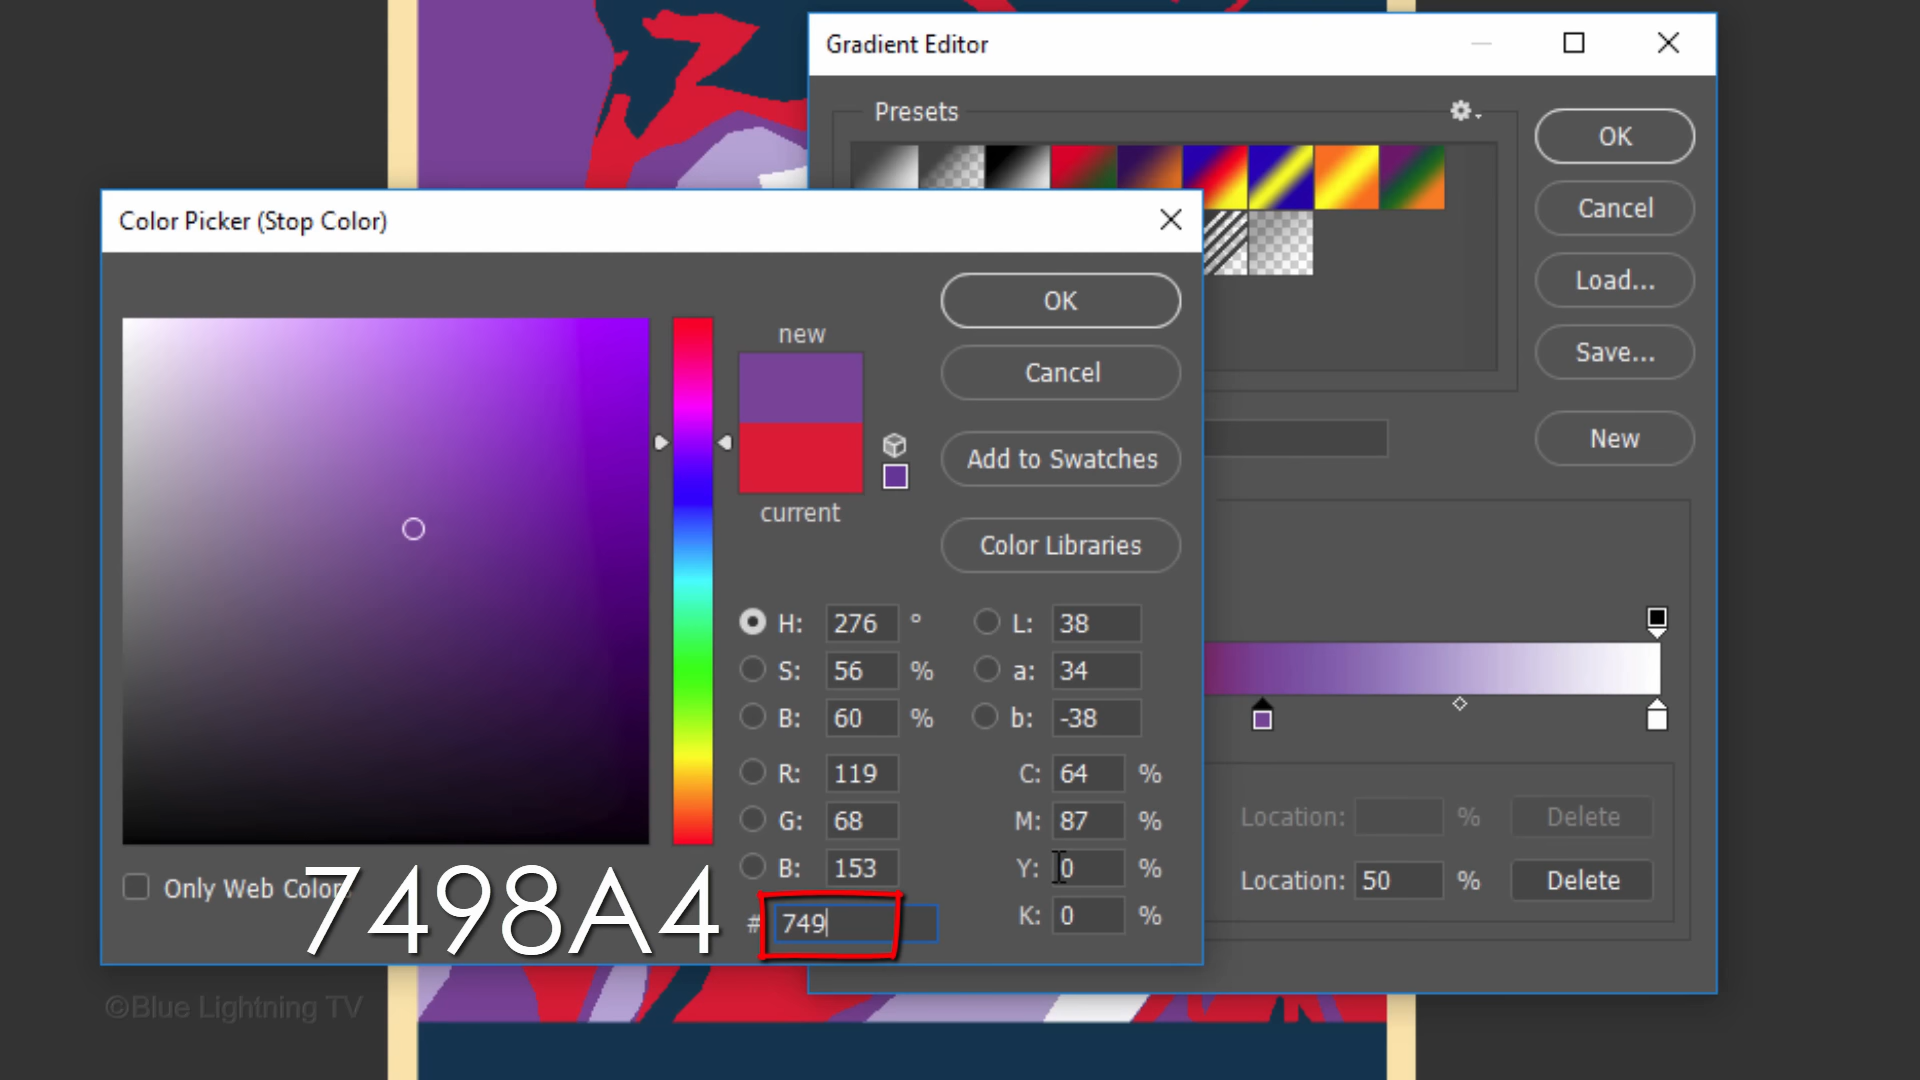 Gradient Editor
Presets
OK
Cancel
Load...
Save...
New
Color Picker (Stop Color)
new
current
OK
Cancel
Add to Swatches
Color Libraries
H: 276 ° L: 38
S: 56 % a: 34
B: 60 % b: -38
R: 119 C: 64 %
G: 68 M: 87 %
B: 153 Y: 0 %
# 749 K: 0 %
Only Web Color
7498A4
Location: % Delete
Location: 50 % Delete
©Blue Lightning TV